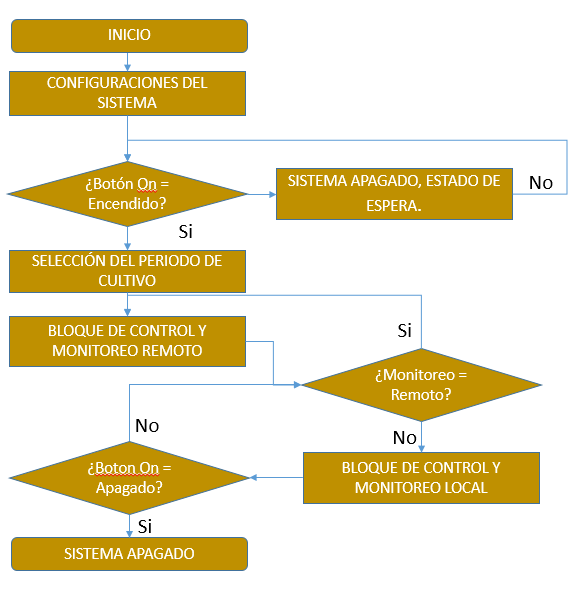 INICIO
CONFIGURACIONES DEL
SISTEMA
¿Botón On =
Encendido?
SISTEMA APAGADO, ESTADO DE
ESPERA.
No
Si
SELECCIÓN DEL PERIODO DE
CULTIVO
BLOQUE DE CONTROL Y
MONITOREO REMOTO
Si
¿Monitoreo =
Remoto?
No
No
¿Boton On =
Apagado?
BLOQUE DE CONTROL Y
MONITOREO LOCAL
Si
SISTEMA APAGADO